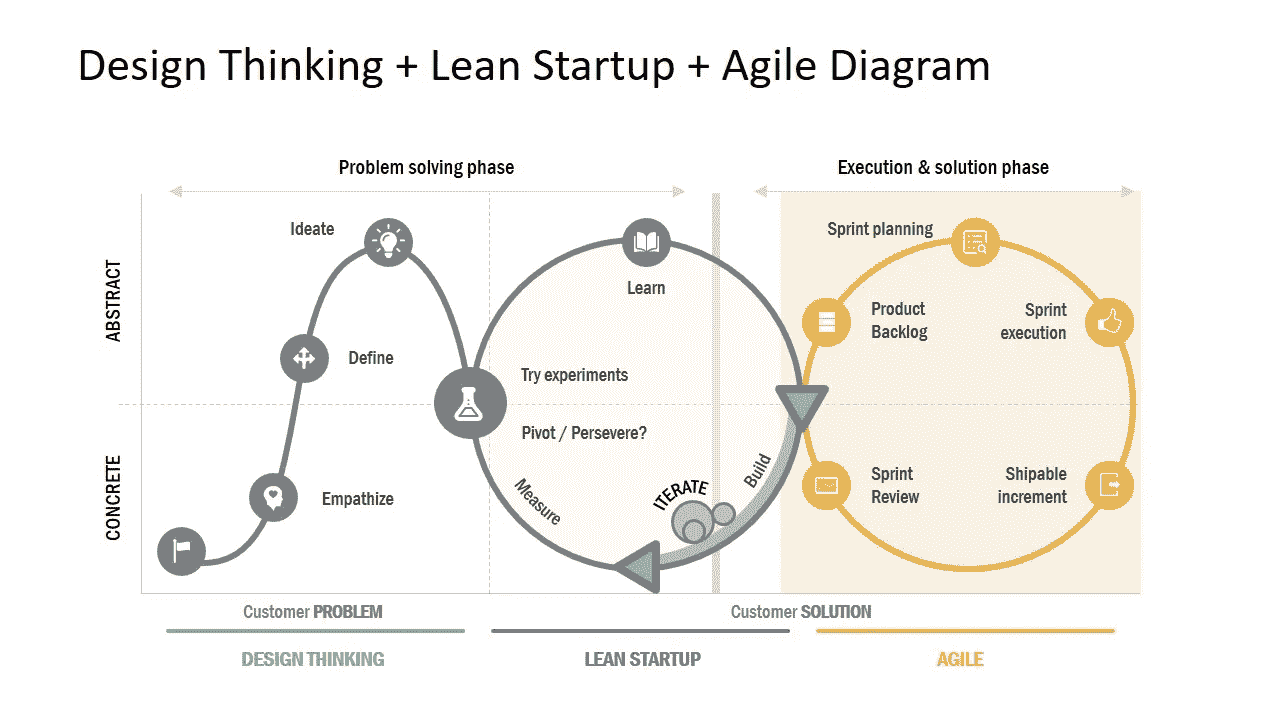 Design Thinking + Lean Startup + Agile Diagram
Problem solving phase
Execution & solution phase
ABSTRACT
CONCRETE
Ideate
Define
Empathize
Learn
Try experiments
Pivot / Persevere?
Measure
ITERATE
Build
Sprint planning
Product
Backlog
Sprint
execution
Sprint
Review
Shipable
increment
Customer PROBLEM
Customer SOLUTION
DESIGN THINKING
LEAN STARTUP
AGILE